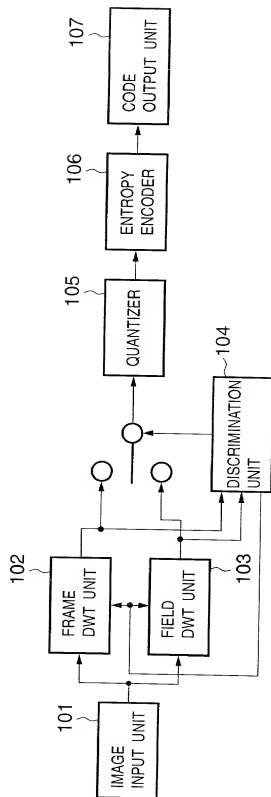 101
IMAGE
INPUT UNIT
102
FRAME
DWT UNIT
FIELD
DWT UNIT
103
104
DISCRIMINATION
UNIT
105
QUANTIZER
106
ENTROPY
ENCODER
107
CODE
OUTPUT UNIT